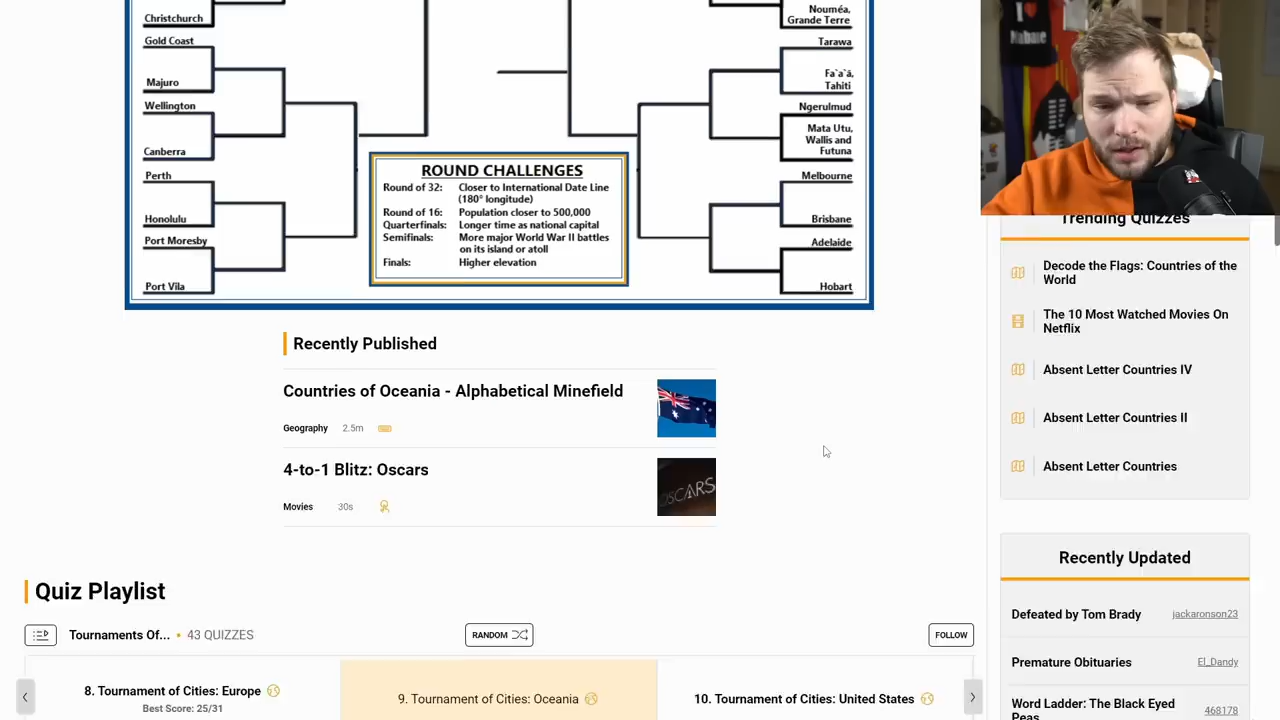 Christchurch
Gold Coast
Majuro
Wellington
Canberra
Perth
Honolulu
Port Moresby
Port Vila
Nouméa,
Grande Terre
Tarawa
Fa`a`ā,
Tahiti
Ngerulmud
Mata Utu,
Wallis and
Futuna
Melbourne
Brisbane
Adelaide
Hobart
ROUND CHALLENGES
Round of 32: Closer to International Date Line
(180° longitude)
Round of 16: Population closer to 500,000
Quarterfinals: Longer time as national capital
Semifinals: More major World War II battles
on its island or atoll
Finals: Higher elevation
Recently Published
Countries of Oceania - Alphabetical Minefield
Geography 2.5m
4-to-1 Blitz: Oscars
Movies 30s
OSCARS
Quiz Playlist
Tournaments Of... • 43 QUIZZES
RANDOM
FOLLOW
8. Tournament of Cities: Europe
Best Score: 25/31
9. Tournament of Cities: Oceania
10. Tournament of Cities: United States
Trending Quizzes
Decode the Flags: Countries of the
World
The 10 Most Watched Movies On
Netflix
Absent Letter Countries IV
Absent Letter Countries II
Absent Letter Countries
Recently Updated
Defeated by Tom Brady jackaronson23
Premature Obituaries El_Dandy
Word Ladder: The Black Eyed
Peas 468178